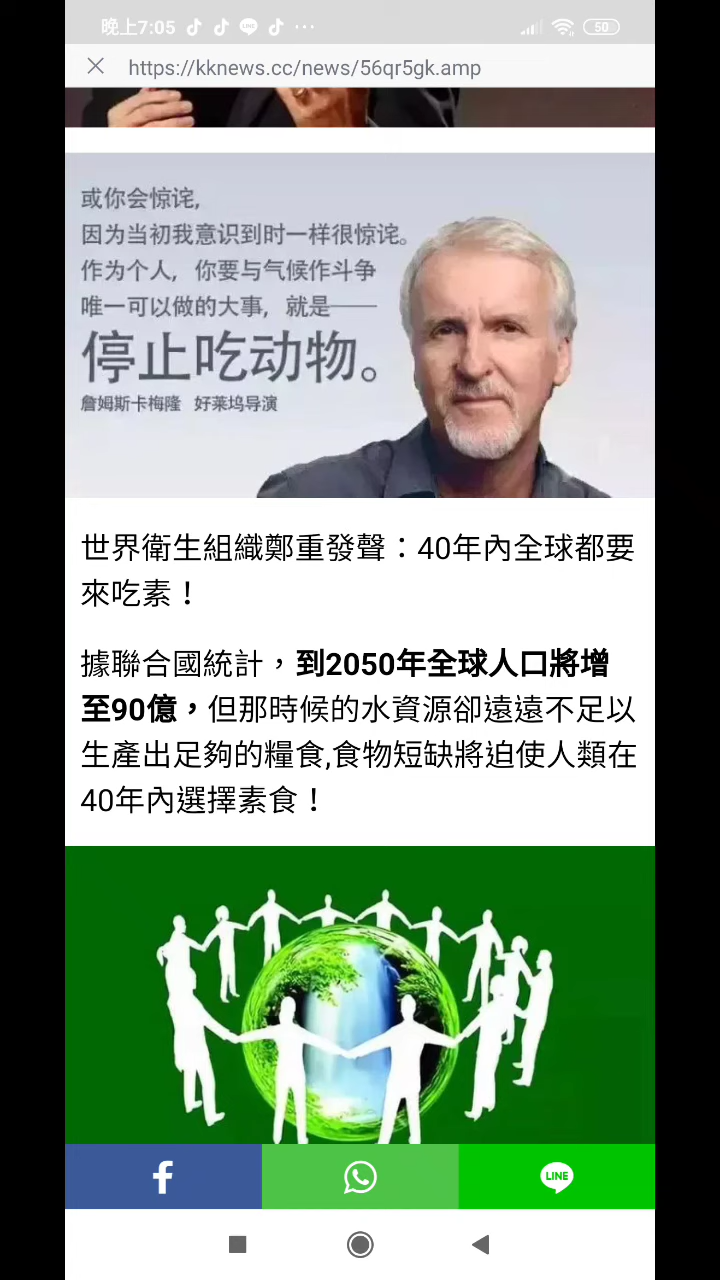 晚上7:05
LINE
50
https://kknews.cc/news/56qr5gk.amp
或你会惊诧,
因为当初我意识到时一样很惊诧。
作为个人, 你要与气候作斗争
唯一可以做的大事, 就是——
停止吃动物。
詹姆斯卡梅隆 好莱坞导演
世界衛生組織鄭重發聲：40年內全球都要
來吃素！
據聯合國統計，到2050年全球人口將增
至90億，但那時候的水資源卻遠遠不足以
生產出足夠的糧食,食物短缺將迫使人類在
40年內選擇素食！
LINE